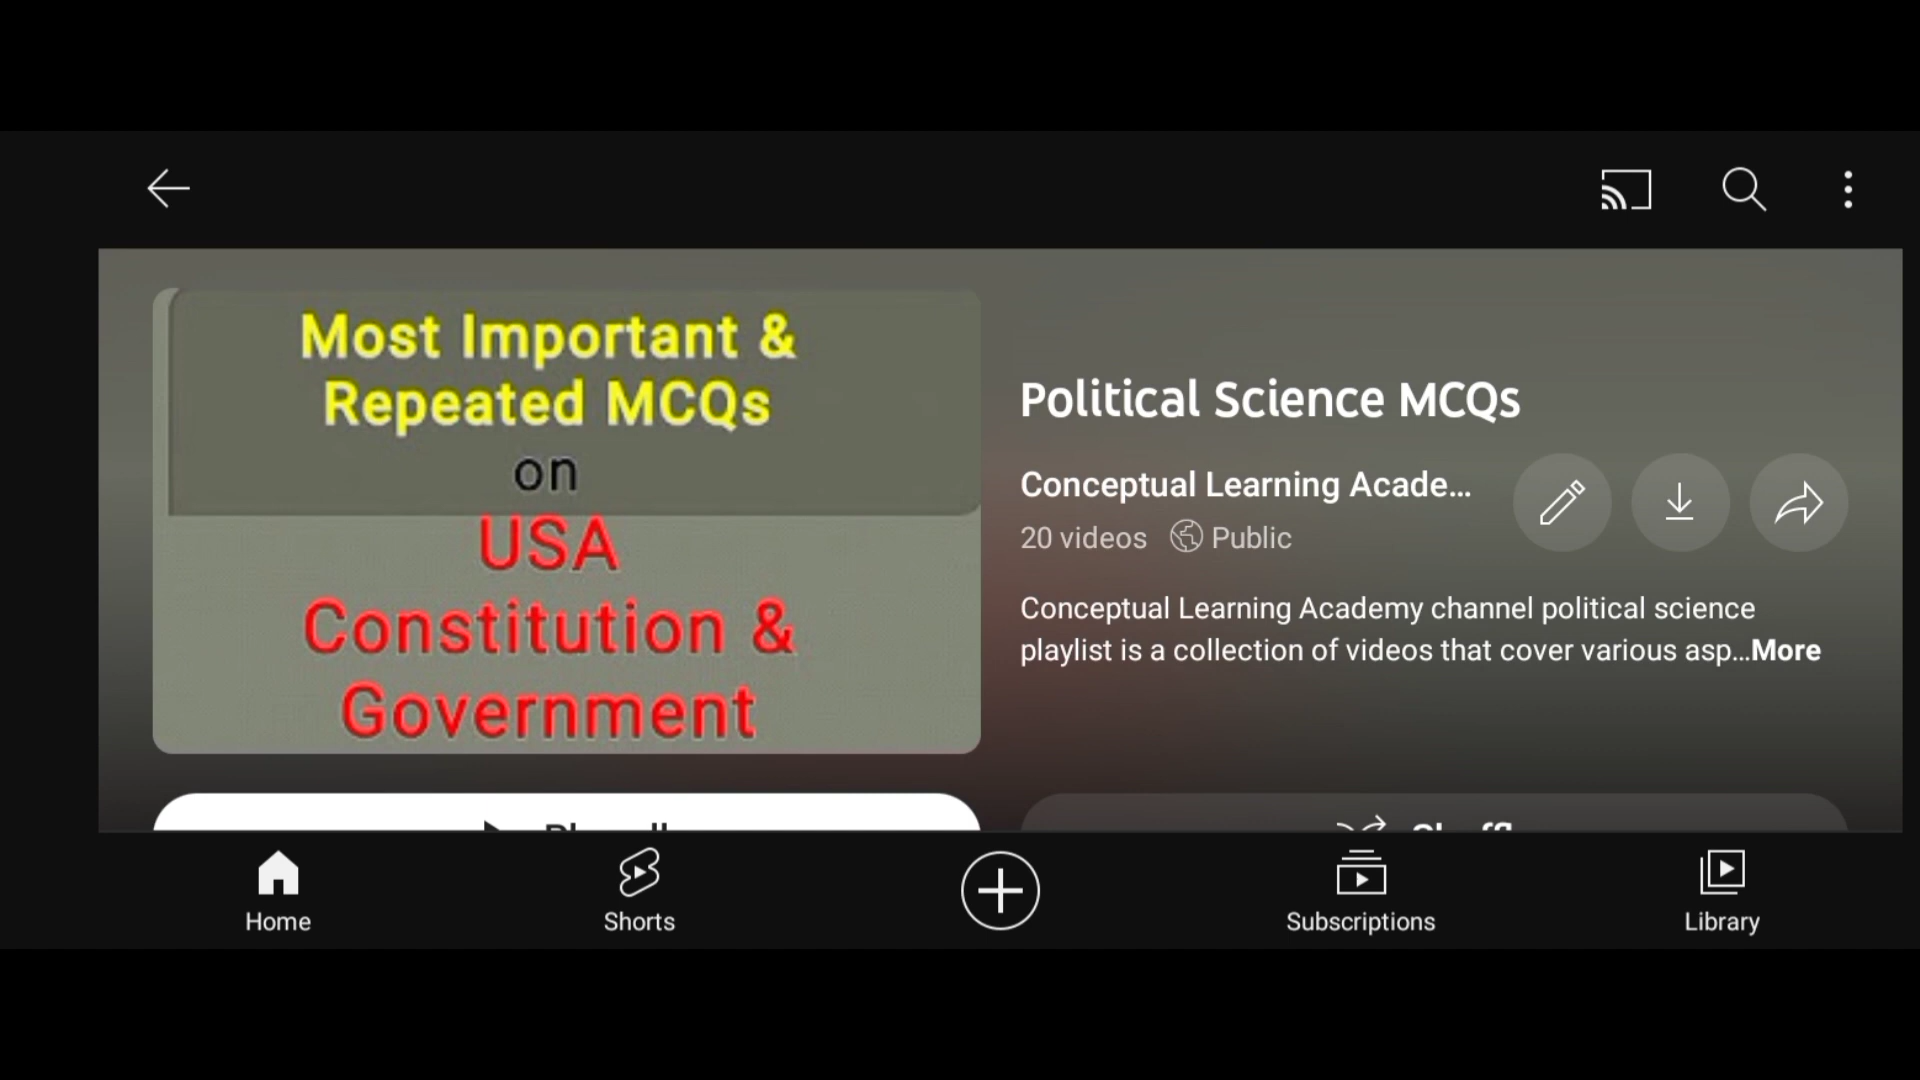 Most Important &
Repeated MCQs
on
USA
Constitution &
Government
Political Science MCQs
Conceptual Learning Acade...
20 videos Public
Conceptual Learning Academy channel political science
playlist is a collection of videos that cover various asp...More
Home
Shorts
Subscriptions
Library